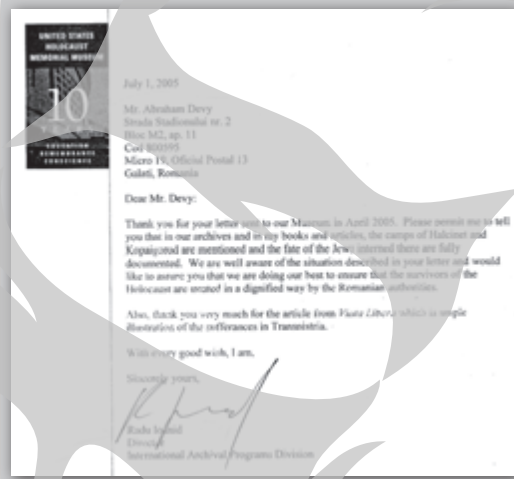 UNITED STATES
HOLOCAUST
MEMORIAL MUSEUM
10
EDUCATION
REMEMBRANCE
CONSCIENCE
July 1, 2005
Mr. Abraham Devy
Strada Stadionului nr. 2
Bloc M2, ap. 11
Cod 800595
Micro 19, Oficiul Postal 13
Galati, Romania
Dear Mr. Devy:
Thank you for your letter sent to our Museum in April 2005. Please permit me to tell
you that in our archives and in my books and articles, the camps of Halcinet and
Kopaigorod are mentioned and the fate of the Jews interned there are fully
documented. We are well aware of the situation described in your letter and would
like to assure you that we are doing our best to ensure that the survivors of the
Holocaust are treated in a dignified way by the Romanian authorities.
Also, thank you very much for the article from Viata Libera which is
illustration of the sufferances in Transnistria.
With every good wish, I am,
Sincerely yours,
Radu Ioanid
Director
International Archival Programs Division